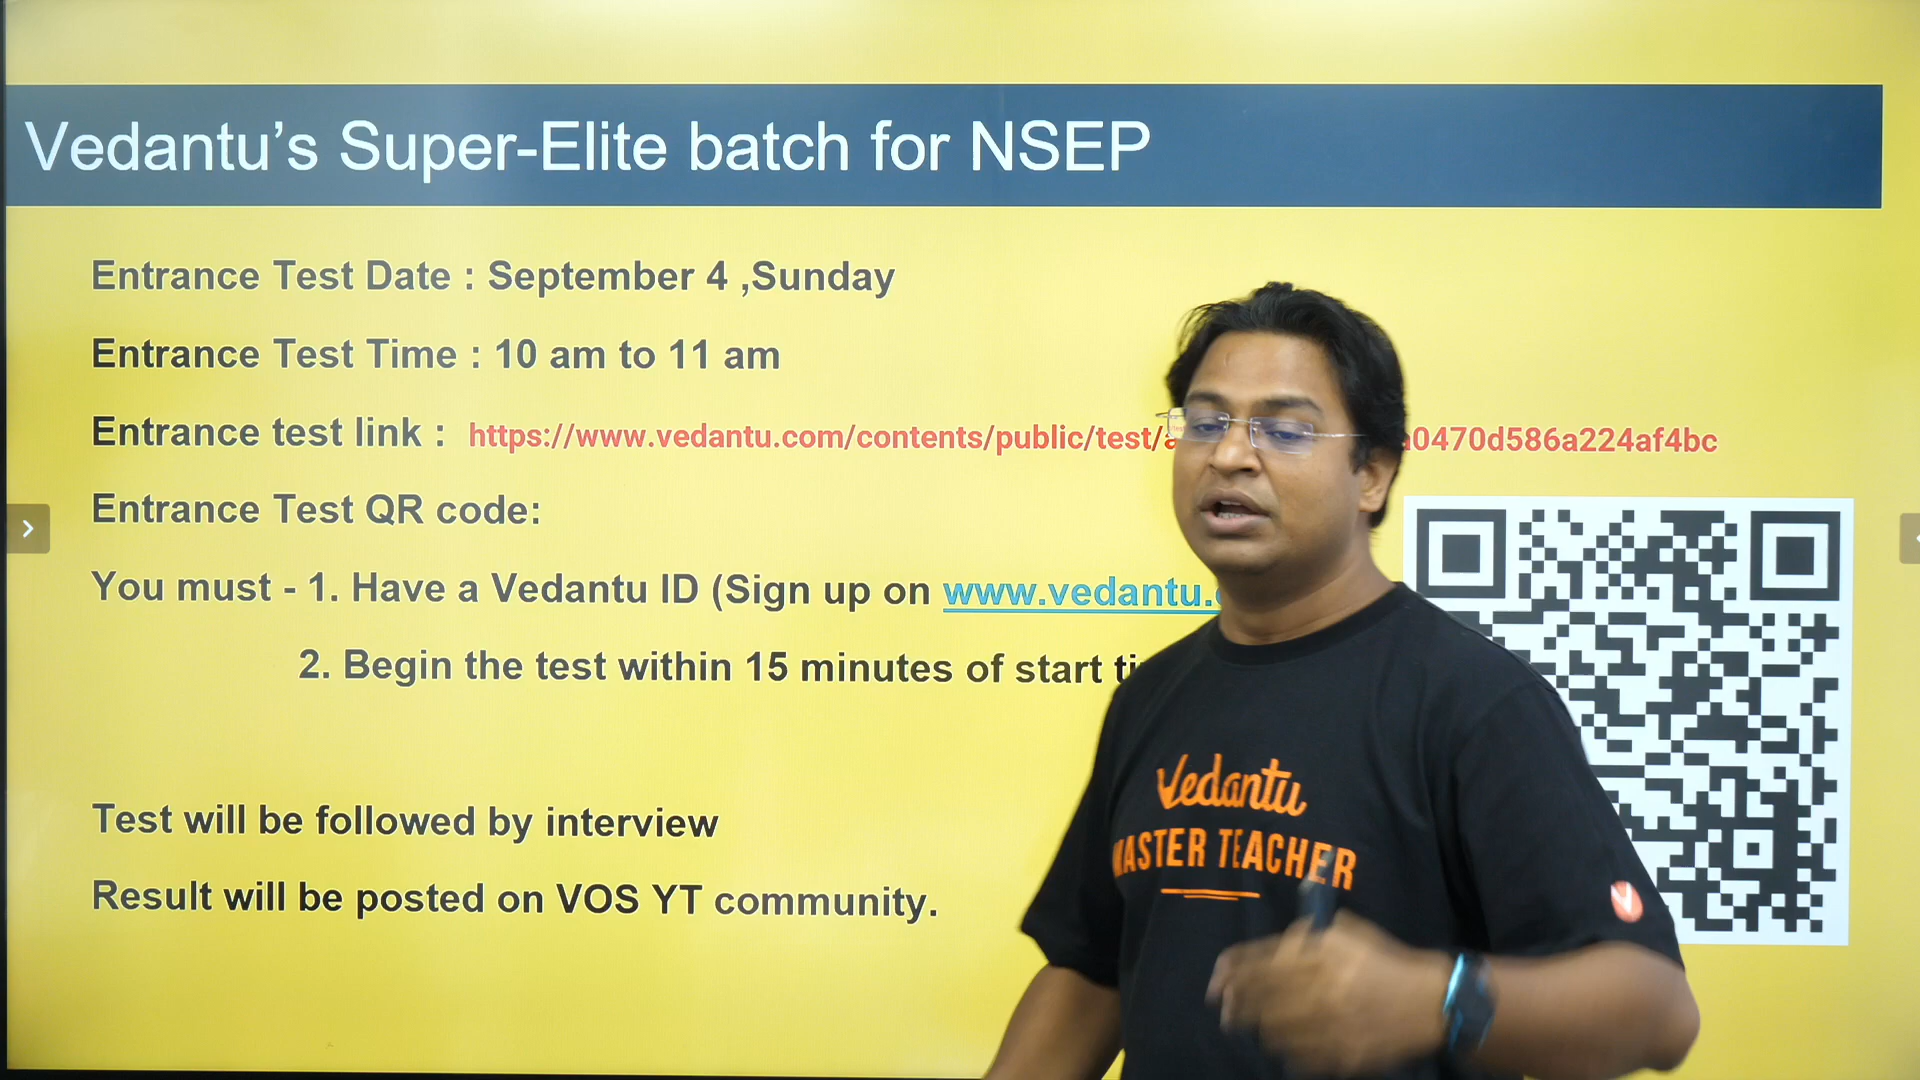 Vedantu’s Super-Elite batch for NSEP
Entrance Test Date : September 4 ,Sunday
Entrance Test Time : 10 am to 11 am
Entrance test link : https://www.vedantu.com/contents/public/test/ 0470d586a224af4bc
Entrance Test QR code:
You must - 1. Have a Vedantu ID (Sign up on www.vedantu.
2. Begin the test within 15 minutes of start
Test will be followed by interview
Result will be posted on VOS YT community.
Vedantu
MASTER TEACHER